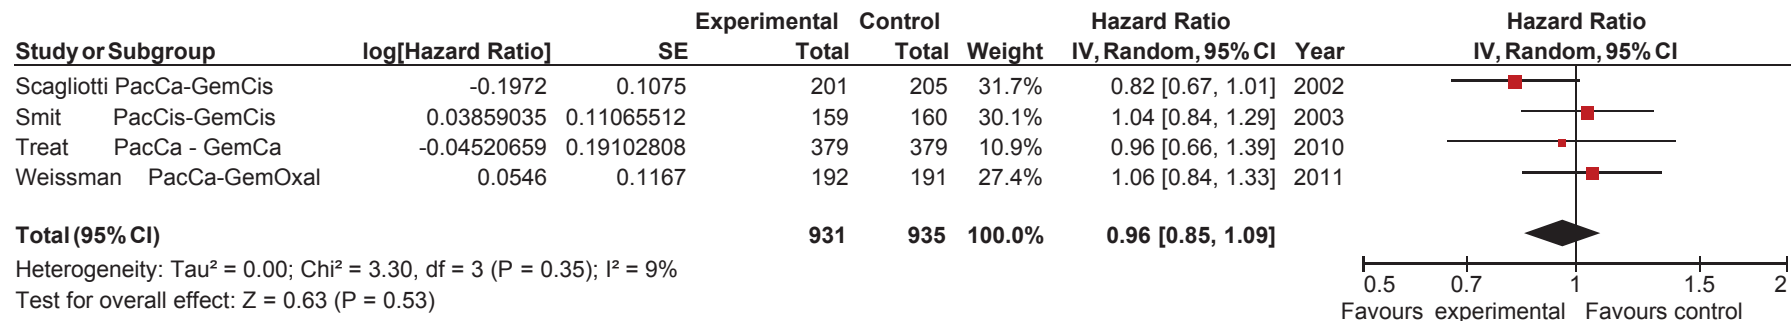 Experimental Control Hazard Ratio Hazard Ratio
Study or Subgroup log[Hazard Ratio] SE Total Total Weight IV, Random, 95% CI Year IV, Random, 95% CI
Scagliotti PacCa-GemCis -0.1972 0.1075 201 205 31.7% 0.82 [0.67, 1.01] 2002
Smit PacCis-GemCis 0.03859035 0.11065512 159 160 30.1% 1.04 [0.84, 1.29] 2003
Treat PacCa - GemCa -0.04520659 0.19102808 379 379 10.9% 0.96 [0.66, 1.39] 2010
Weissman PacCa-GemOxal 0.0546 0.1167 192 191 27.4% 1.06 [0.84, 1.33] 2011
Total (95% CI) 931 935 100.0% 0.96 [0.85, 1.09]
Heterogeneity: Tau² = 0.00; Chi² = 3.30, df = 3 (P = 0.35); I² = 9%
Test for overall effect: Z = 0.63 (P = 0.53)
0.5 0.7 1 1.5 2
Favours experimental Favours control